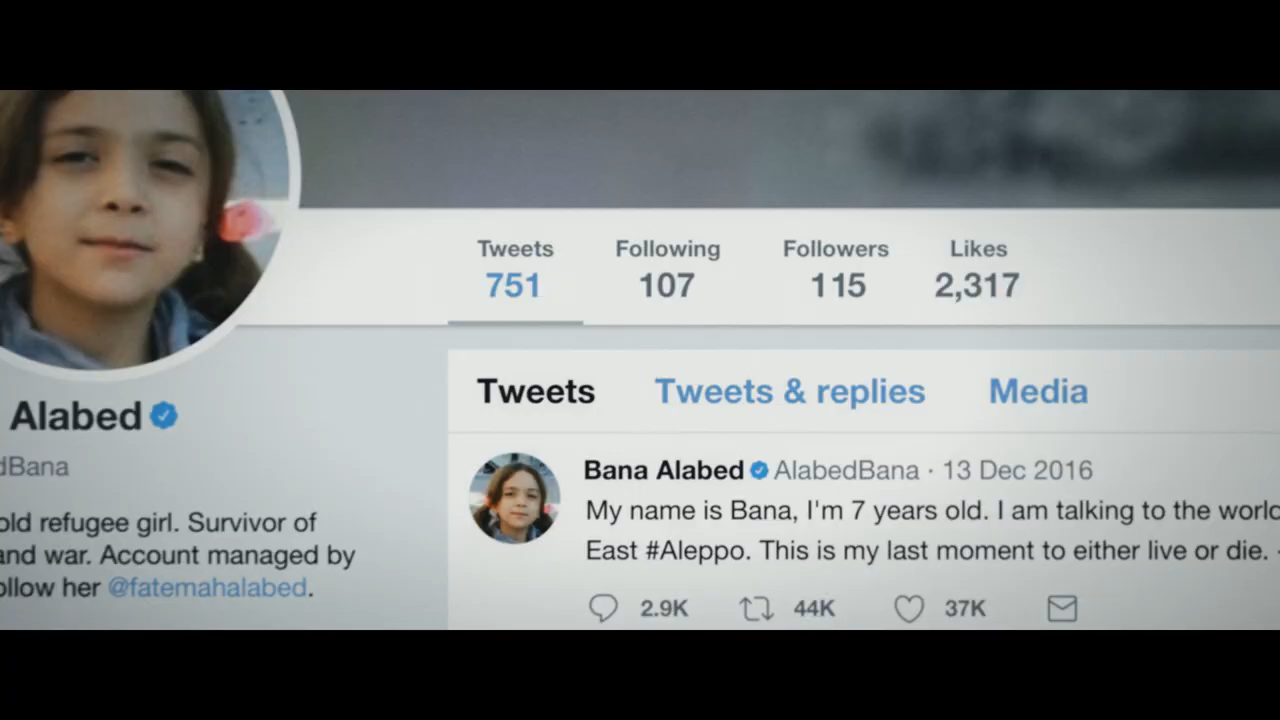 Tweets Following Followers Likes
751 107 115 2,317
Tweets Tweets & replies Media
Alabed
dBana
old refugee girl. Survivor of
and war. Account managed by
ollow her @fatemahalabed.
Bana Alabed AlabedBana · 13 Dec 2016
My name is Bana, I'm 7 years old. I am talking to the world
East #Aleppo. This is my last moment to either live or die.
2.9K 44K 37K